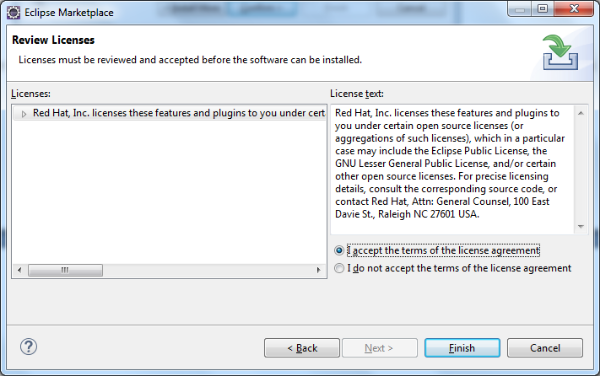 Eclipse Marketplace
Review Licenses
Licenses must be reviewed and accepted before the software can be installed.
Licenses:
Red Hat, Inc. licenses these features and plugins to you under cert
License text:
Red Hat, Inc. licenses these features and plugins to
you under certain open source licenses (or
aggregations of such licenses), which in a particular
case may include the Eclipse Public License, the
GNU Lesser General Public License, and/or certain
other open source licenses. For precise licensing
details, consult the corresponding source code, or
contact Red Hat, Attn: General Counsel, 100 East
Davie St., Raleigh NC 27601 USA.
I accept the terms of the license agreement
I do not accept the terms of the license agreement
< Back
Next >
Finish
Cancel